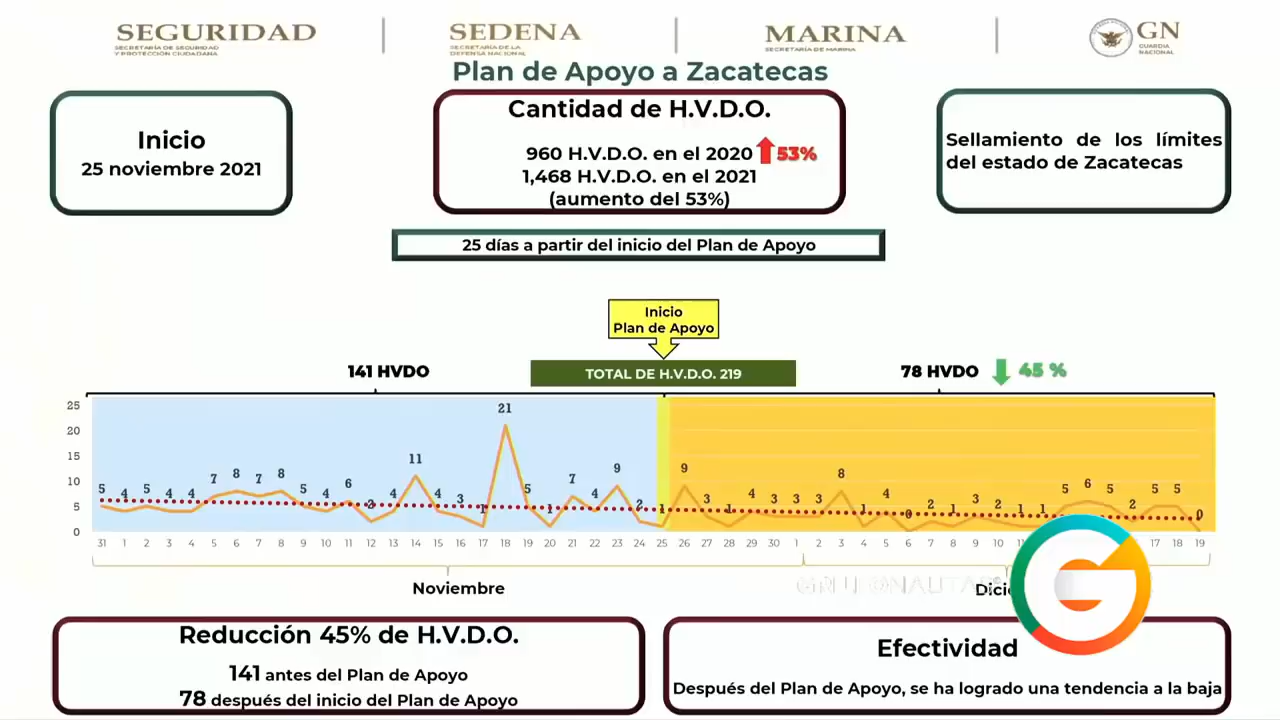 SEGURIDAD
SECRETARÍA DE SEGURIDAD
Y PROTECCIÓN CIUDADANA
SEDENA
SECRETARÍA DE LA
DEFENSA NACIONAL
MARINA
SECRETARÍA DE MARINA
GN
GUARDIA
NACIONAL
Plan de Apoyo a Zacatecas
Inicio
25 noviembre 2021
Cantidad de H.V.D.O.
960 H.V.D.O. en el 2020 53%
1,468 H.V.D.O. en el 2021
(aumento del 53%)
Sellamiento de los límites
del estado de Zacatecas
25 días a partir del inicio del Plan de Apoyo
Inicio
Plan de Apoyo
141 HVDO
TOTAL DE H.V.D.O. 219
78 HVDO 45 %
25
20
15
10
5
0
5 4 5 4 4 7 8 7 8 5 4 6 2 4 11 4 3 1 21 5 1 7 4 9 2 1 9 3 1 4 3 3 3 8 1 4 0 2 1 3 2 1 1 5 6 5 2 5 5 0
31 1 2 3 4 5 6 7 8 9 10 11 12 13 14 15 16 17 18 19 20 21 22 23 24 25 26 27 28 29 30 1 2 3 4 5 6 7 8 9 10 17 18 19
Noviembre
Reducción 45% de H.V.D.O.
141 antes del Plan de Apoyo
78 después del inicio del Plan de Apoyo
Efectividad
Después del Plan de Apoyo, se ha logrado una tendencia a la baja